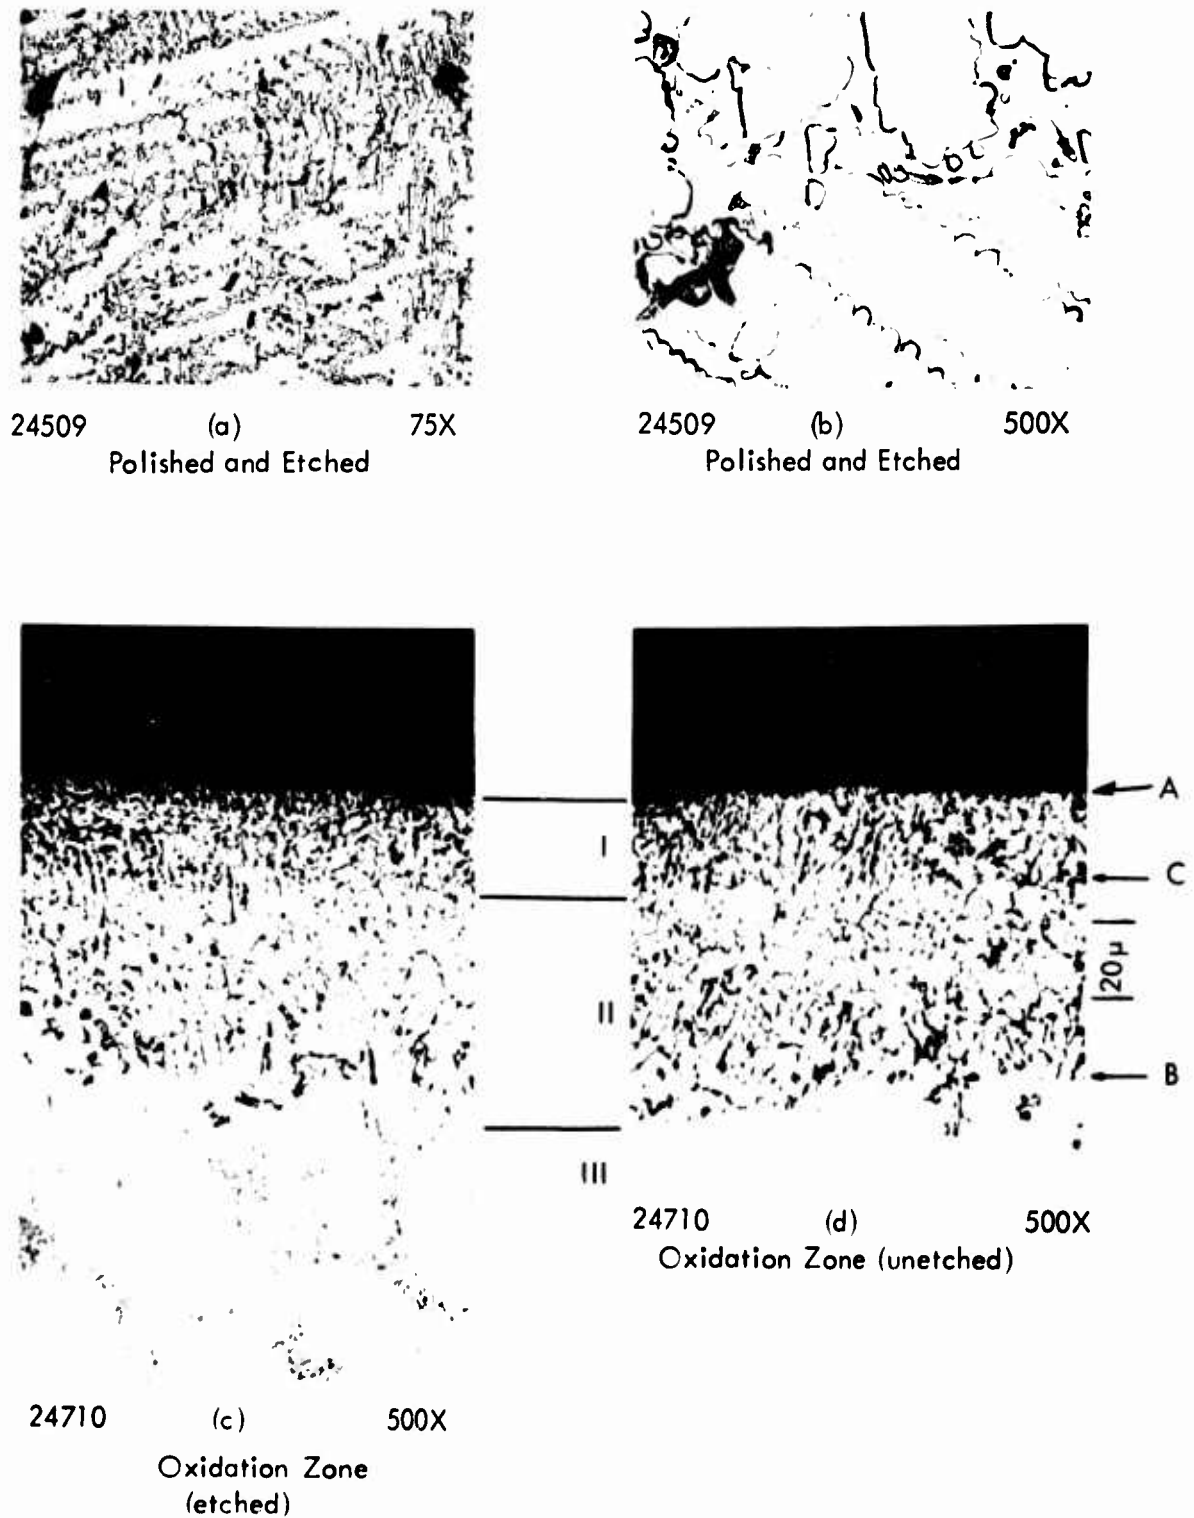 24509 (a) 75X
Polished and Etched
24509 (b) 500X
Polished and Etched
A
I
C
20μ
II
B
III
24710 (d) 500X
Oxidation Zone (unetched)
24710 (c) 500X
Oxidation Zone
(etched)